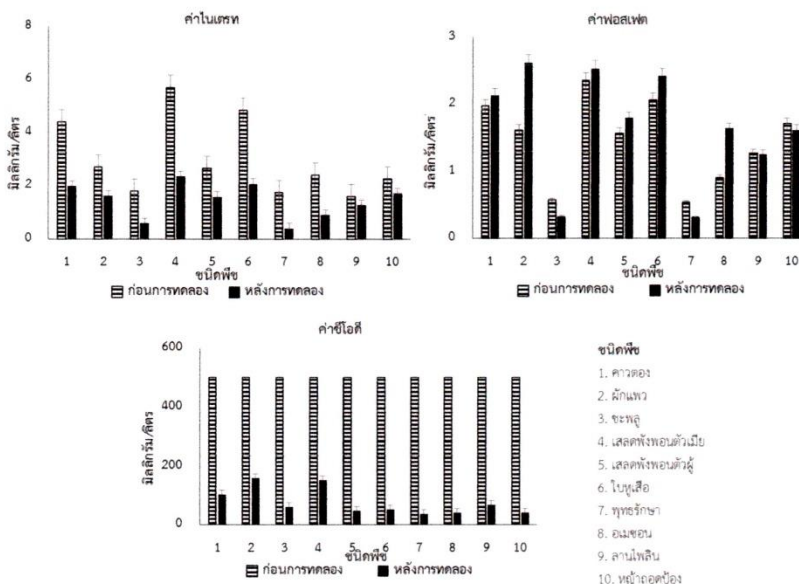 ค่าไนเตรท
8
6
4
2
0
มิลลิกรัม/ลิตร
1 2 3 4 5 6 7 8 9 10
ชนิดพืช
ก่อนการทดลอง หลังการทดลอง
ค่าฟอสเฟต
3
2
1
0
มิลลิกรัม/ลิตร
1 2 3 4 5 6 7 8 9 10
ชนิดพืช
ก่อนการทดลอง หลังการทดลอง
ค่าซีโอดี
600
400
200
0
มิลลิกรัม/ลิตร
1 2 3 4 5 6 7 8 9 10
ชนิดพืช
ก่อนการทดลอง หลังการทดลอง
ชนิดพืช
1. คาวตอง
2. ผักแพว
3. ชะพลู
4. เสลดพังพอนตัวเมีย
5. เสลดพังพอนตัวผู้
6. ใบหูเสือ
7. พุทธรักษา
8. อเมซอน
9. ลานไพลิน
10. หญ้าถอดปล้อง